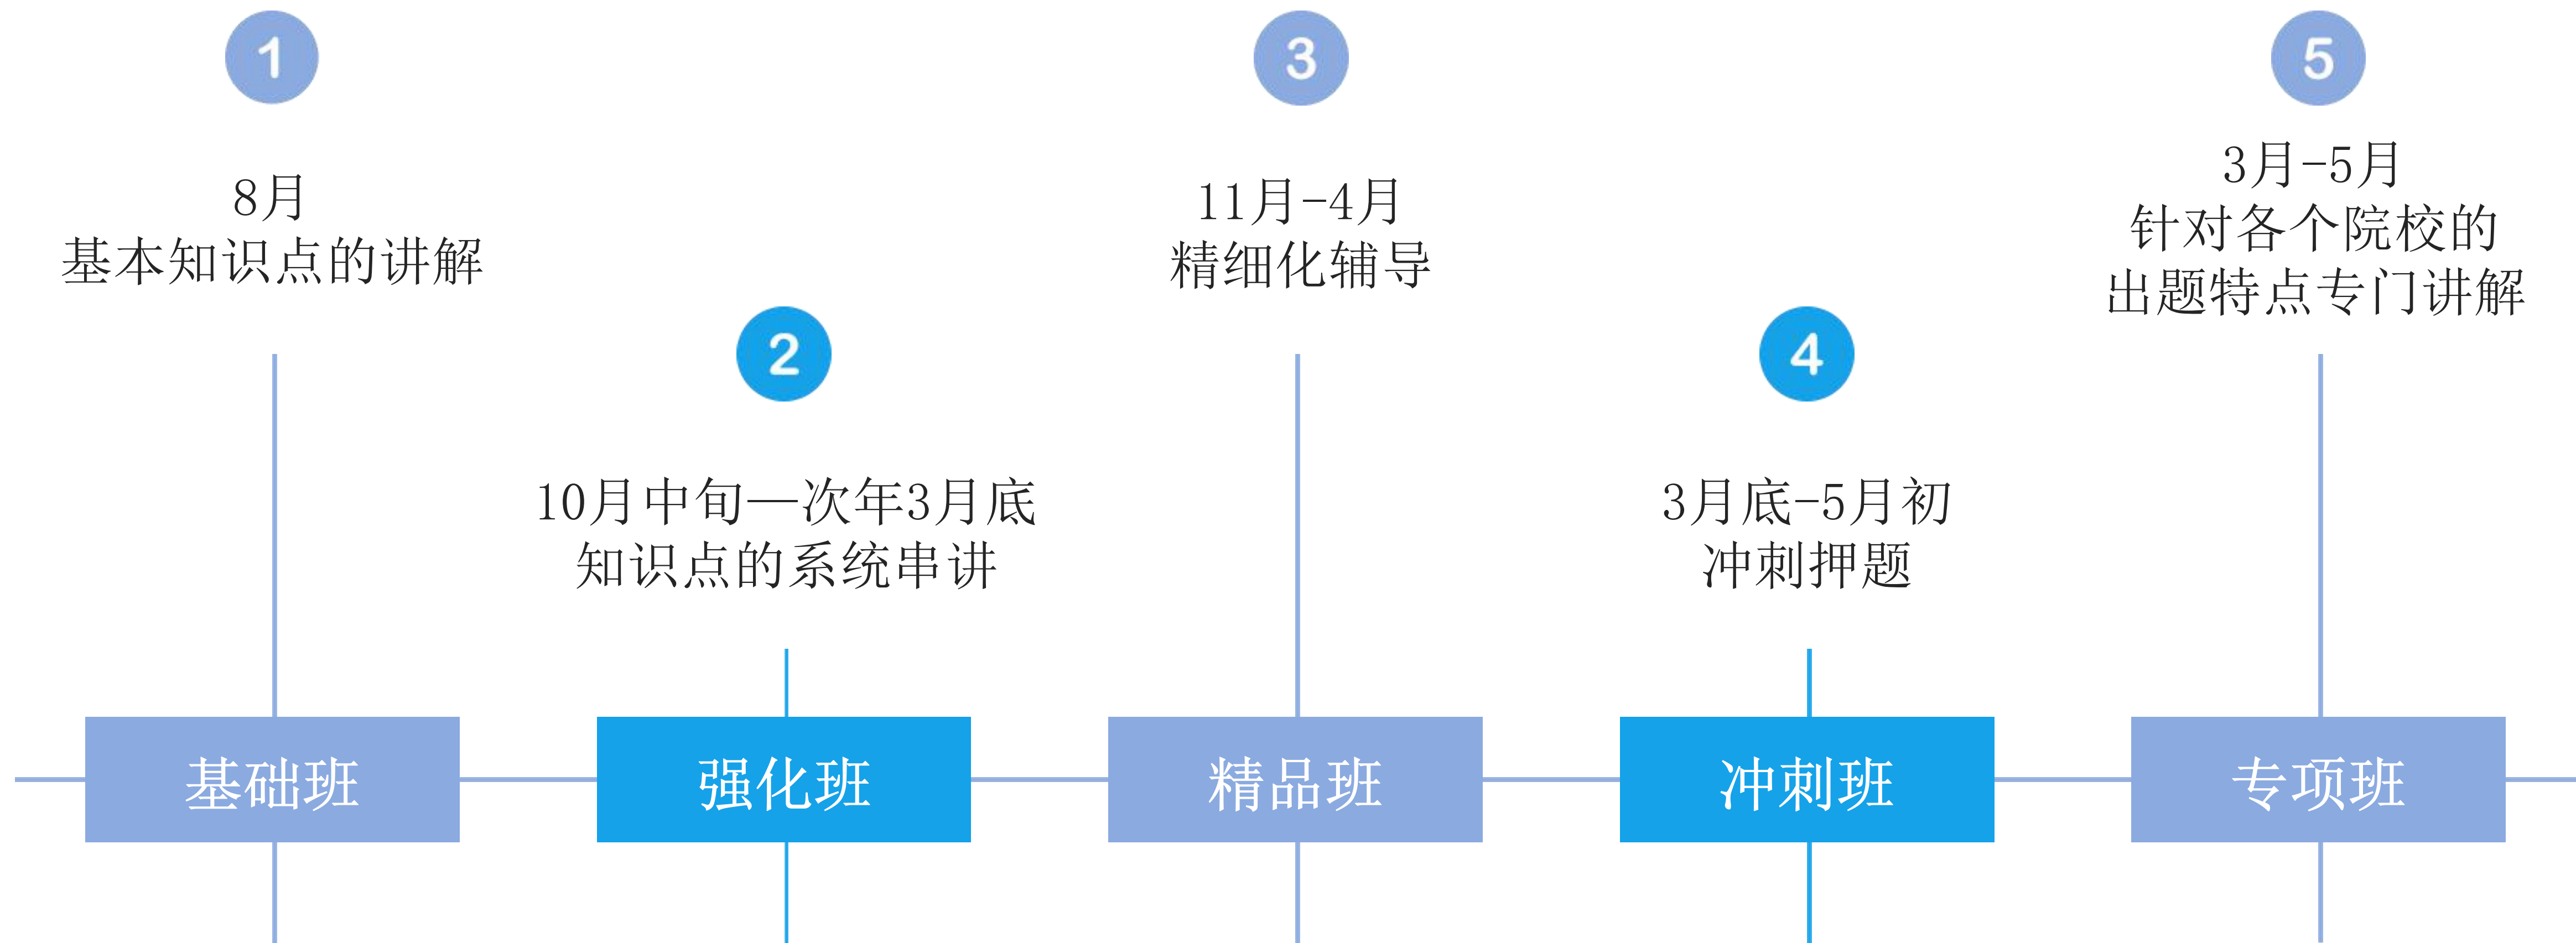 1
8月
基本知识点的讲解
基础班
2
10月中旬—次年3月底
知识点的系统串讲
强化班
3
11月-4月
精细化辅导
精品班
4
3月底-5月初
冲刺押题
冲刺班
5
3月-5月
针对各个院校的
出题特点专门讲解
专项班